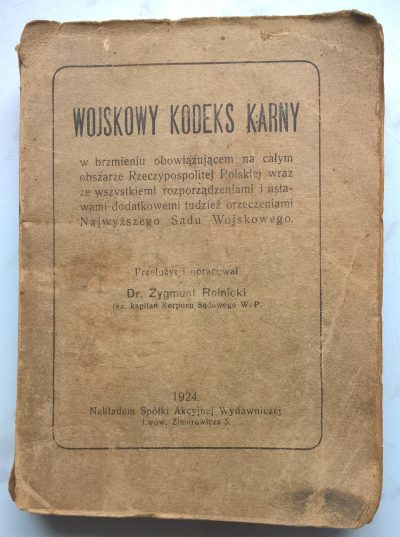 WOJSKOWY KODEKS KARNY
w brzmieniu obowiązującem na całym
obszarze Rzeczypospolitej Polskiej wraz
ze wszystkiemi rozporządzeniami i usta-
wami dodatkowemi tudzież orzeczeniami
Najwyższego Sądu Wojskowego.
Przełożył i opracował
Dr. Zygmunt Rolnicki
rez. kapitan Korpusu Sądowego W. P.
1924.
Nakładem Spółki Akcyjnej Wydawniczej
Lwów, Zimorowicza 5.